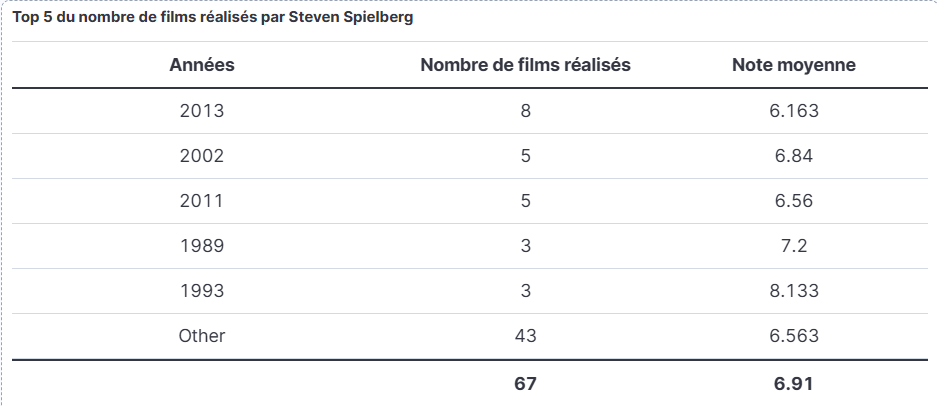 Top 5 du nombre de films réalisés par Steven Spielberg
Années Nombre de films réalisés Note moyenne
2013 8 6.163
2002 5 6.84
2011 5 6.56
1989 3 7.2
1993 3 8.133
Other 43 6.563
67 6.91